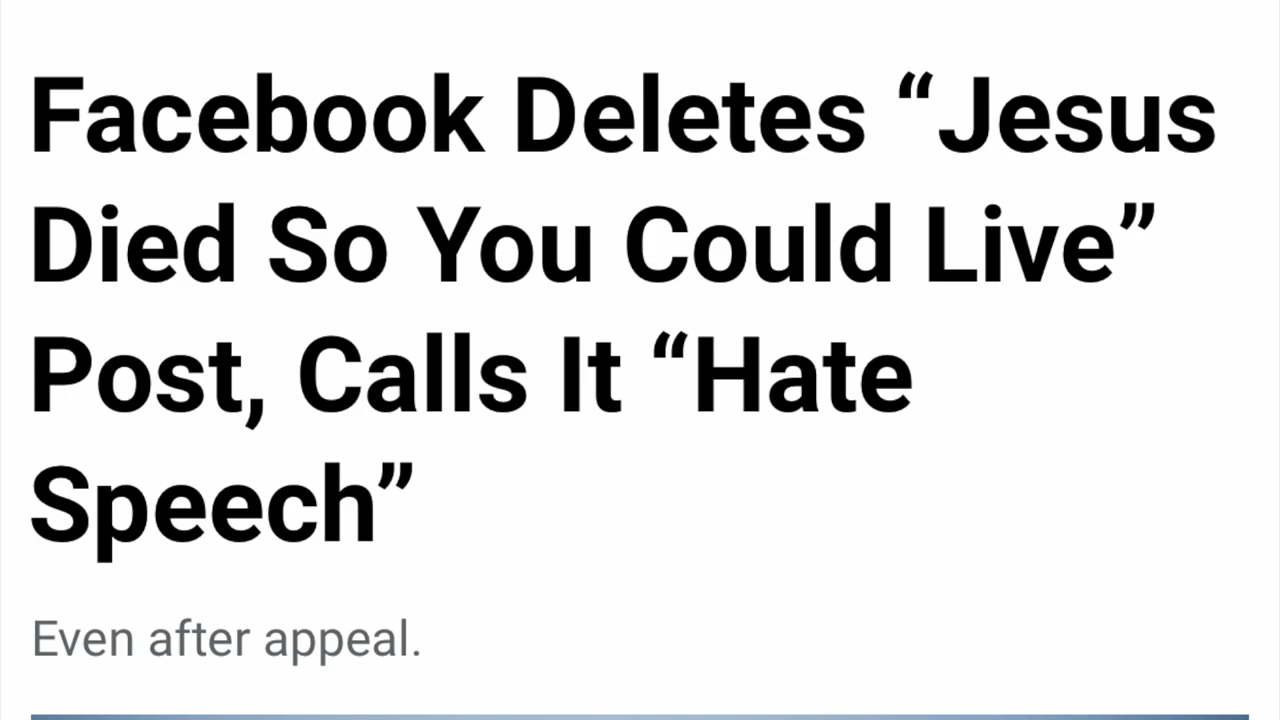 Facebook Deletes “Jesus
Died So You Could Live”
Post, Calls It “Hate
Speech”
Even after appeal.